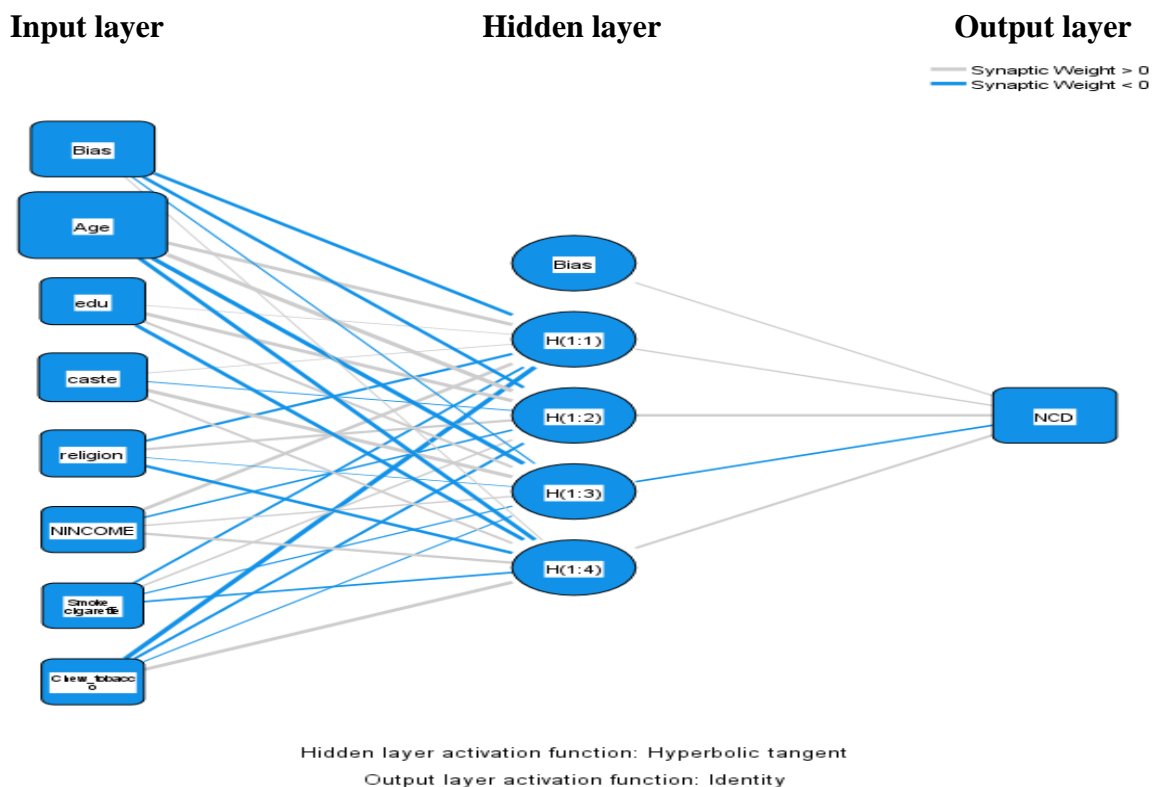 Input layer Hidden layer Output layer
Synaptic Weight > 0
Synaptic Weight < 0
Bias
Age
edu
caste
religion
NINCOME
Smoke_
cigarette
Chew_tobacc
o
Bias
H(1:1)
H(1:2)
H(1:3)
H(1:4)
NCD
Hidden layer activation function: Hyperbolic tangent
Output layer activation function: Identity